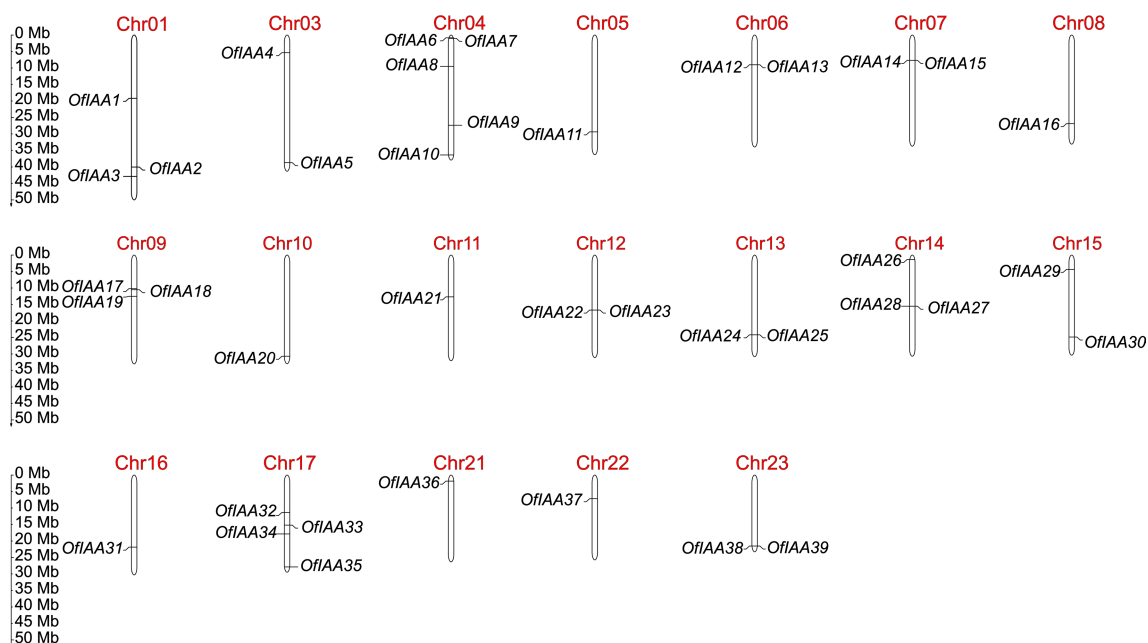 Chr01 Chr03 Chr04 Chr05 Chr06 Chr07 Chr08
0 Mb
5 Mb
10 Mb
15 Mb
20 Mb
25 Mb
30 Mb
35 Mb
40 Mb
45 Mb
50 Mb
OfIAA1
OfIAA2
OfIAA3
OfIAA4
OfIAA5
OfIAA6 OfIAA7
OfIAA8
OfIAA9
OfIAA10
OfIAA11
OfIAA12 OfIAA13
OfIAA14 OfIAA15
OfIAA16
Chr09 Chr10 Chr11 Chr12 Chr13 Chr14 Chr15
0 Mb
5 Mb
10 Mb
15 Mb
20 Mb
25 Mb
30 Mb
35 Mb
40 Mb
45 Mb
50 Mb
OfIAA17 OfIAA18
OfIAA19
OfIAA20
OfIAA21
OfIAA22 OfIAA23
OfIAA24 OfIAA25
OfIAA26
OfIAA28 OfIAA27
OfIAA29
OfIAA30
Chr16 Chr17 Chr21 Chr22 Chr23
0 Mb
5 Mb
10 Mb
15 Mb
20 Mb
25 Mb
30 Mb
35 Mb
40 Mb
45 Mb
50 Mb
OfIAA31
OfIAA32
OfIAA33
OfIAA34
OfIAA35
OfIAA36
OfIAA37
OfIAA38 OfIAA39